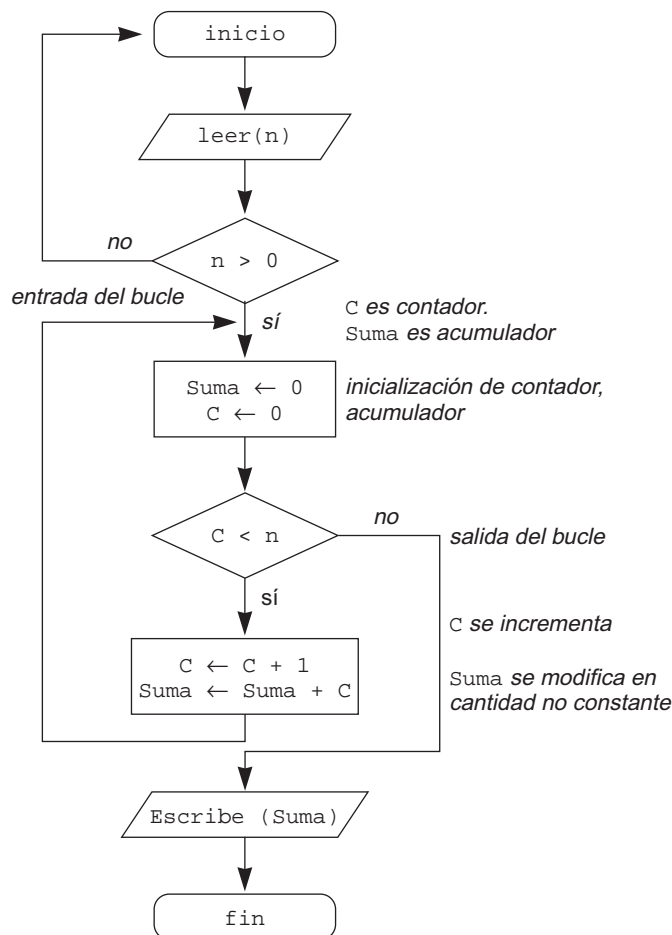 inicio
leer(n)
no
n > 0
entrada del bucle
sí
C es contador.
Suma es acumulador
Suma ← 0
C ← 0
inicialización de contador,
acumulador
C < n
no
salida del bucle
sí
C se incrementa
C ← C + 1
Suma ← Suma + C
Suma se modifica en
cantidad no constante
Escribe (Suma)
fin